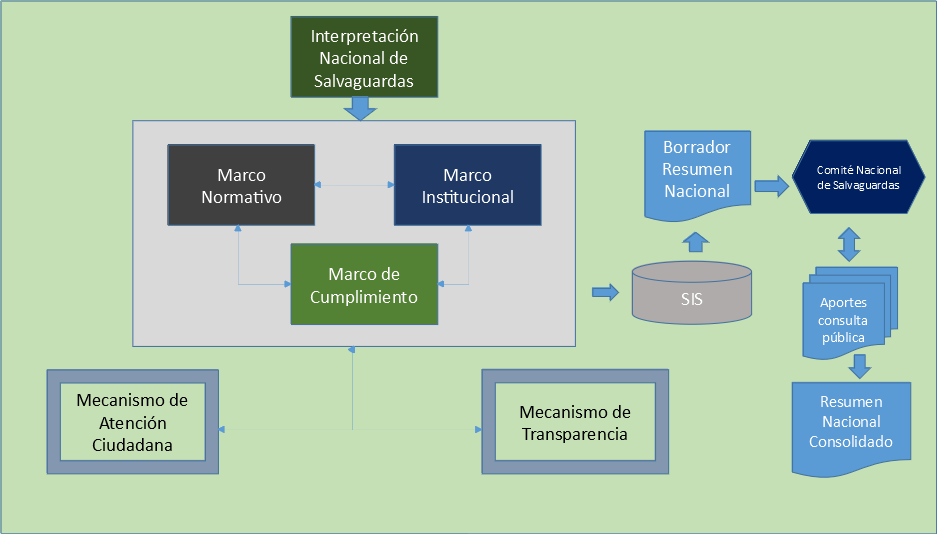 Interpretación
Nacional de
Salvaguardas
Marco
Normativo
Marco
Institucional
Marco de
Cumplimiento
Mecanismo de
Atención
Ciudadana
Mecanismo de
Transparencia
SIS
Borrador
Resumen
Nacional
Comité Nacional
de Salvaguardas
Aportes
consulta
pública
Resumen
Nacional
Consolidado